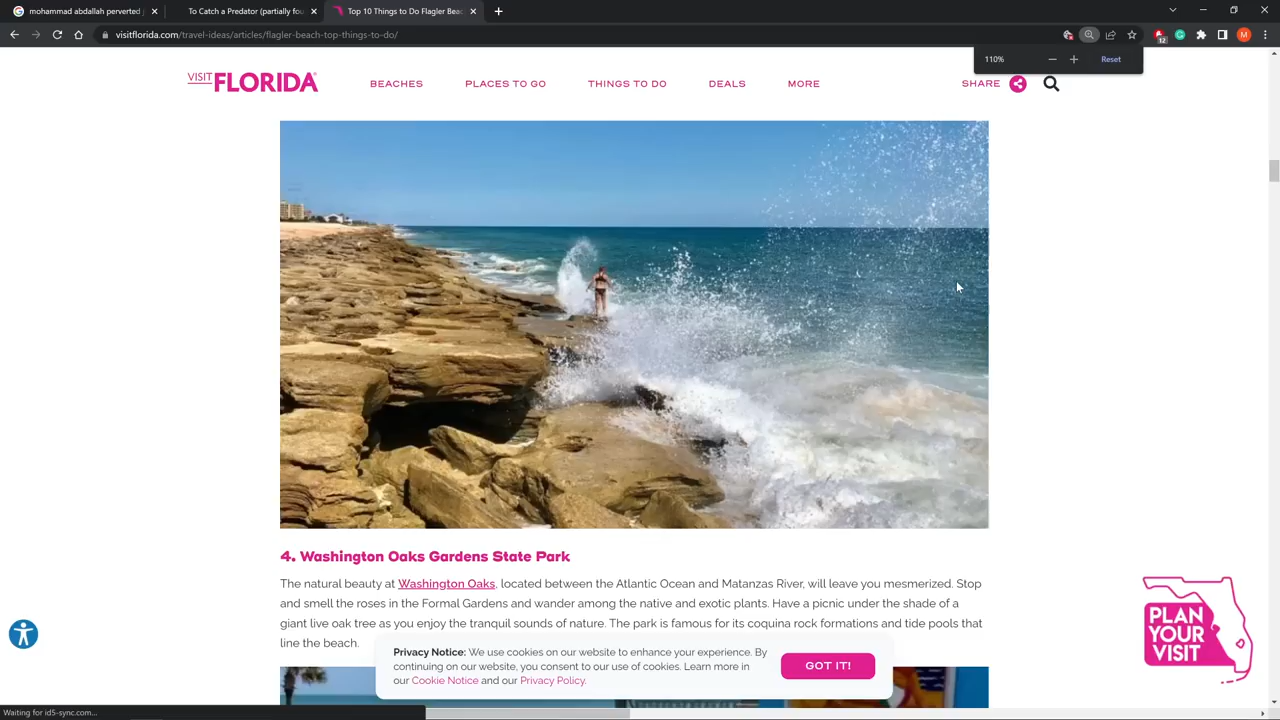 mohammad abdallah perverted j
To Catch a Predator (partially fou
Top 10 Things To Do Flagler Beac
visitflorida.com/travel-ideas/articles/flagler-beach-top-things-to-do/
12
M
110%
Reset
VISIT FLORIDA
BEACHES
PLACES TO GO
THINGS TO DO
DEALS
MORE
SHARE
4. Washington Oaks Gardens State Park
The natural beauty at Washington Oaks, located between the Atlantic Ocean and Matanzas River, will leave you mesmerized. Stop
and smell the roses in the Formal Gardens and wander among the native and exotic plants. Have a picnic under the shade of a
giant live oak tree as you enjoy the tranquil sounds of nature. The park is famous for its coquina rock formations and tide pools that
line the beach.
PLAN
YOUR
VISIT
Privacy Notice: We use cookies on our website to enhance your experience. By
continuing on our website, you consent to our use of cookies. Learn more in
our Cookie Notice and our Privacy Policy.
GOT IT!
Waiting for id5-sync.com...